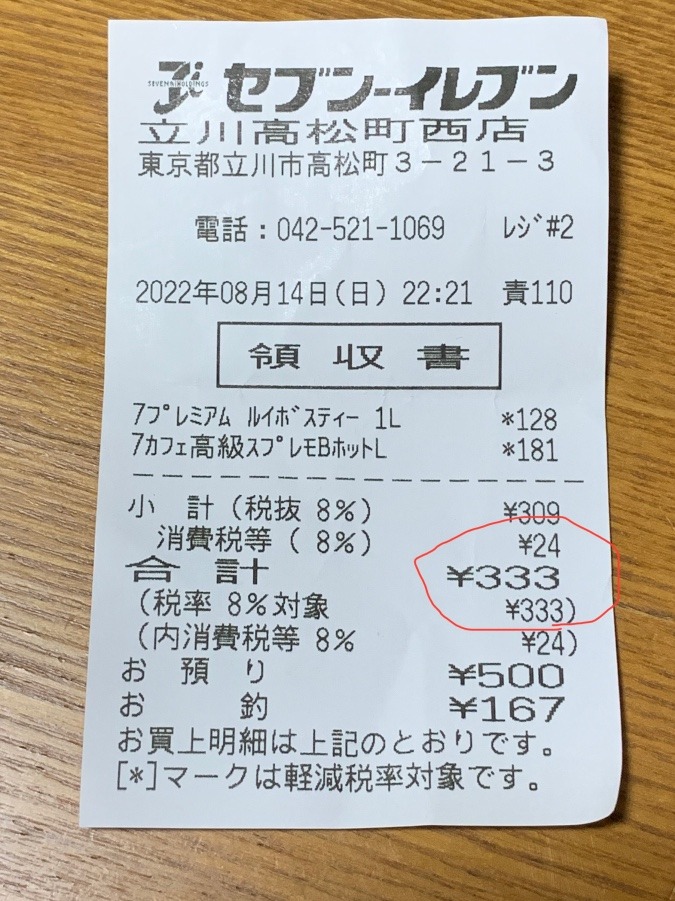 SEVEN&i HOLDINGS
セブン-イレブン
立川高松町西店
東京都立川市高松町3-21-3
電話:042-521-1069 レジ#2
2022年08月14日(日) 22:21 責110
領収書
7プレミアム ルイボスティー 1L *128
7カフェ高級スプレモBホットL *181
小 計(税抜 8%) ¥309
消費税等( 8%) ¥24
合 計 ¥333
(税率 8%対象 ¥333)
(内消費税等 8% ¥24)
お 預 り ¥500
お 釣 ¥167
お買上明細は上記のとおりです。
[*]マークは軽減税率対象です。